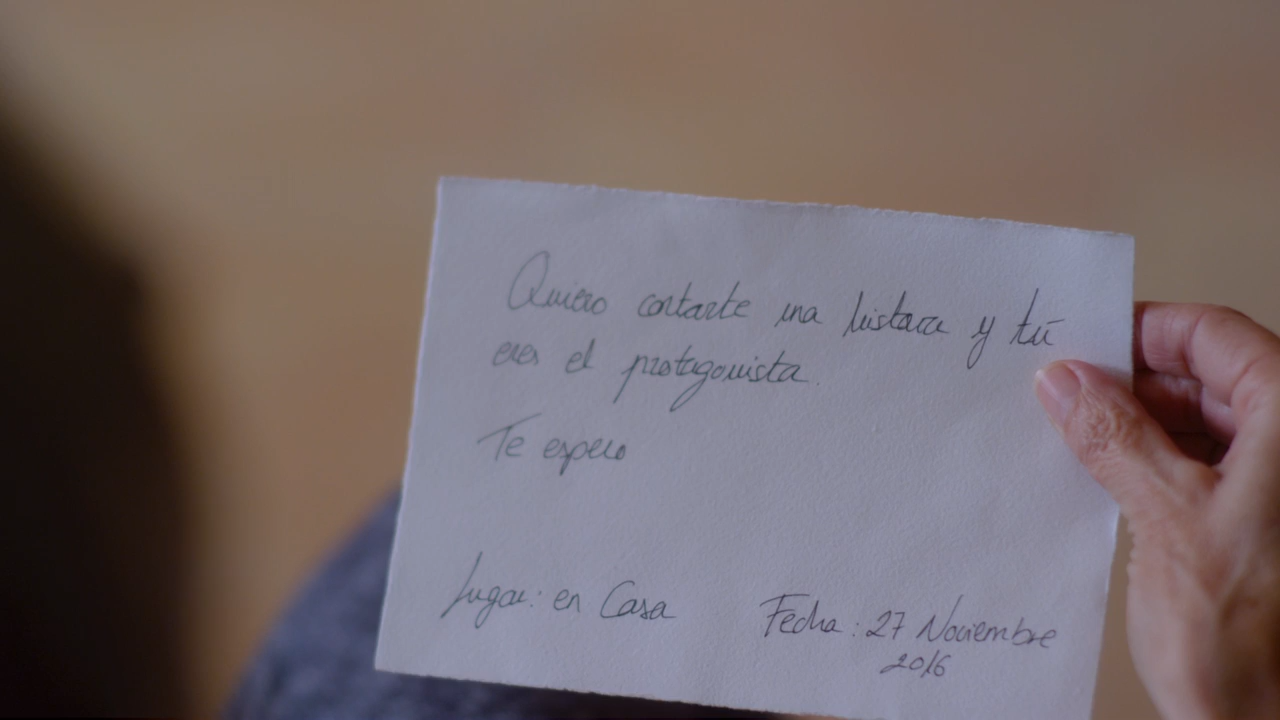 Quiero contarte una historia y tú
eres el protagonista.
Te espero
Lugar: en Casa
Fecha: 27 Noviembre
2016